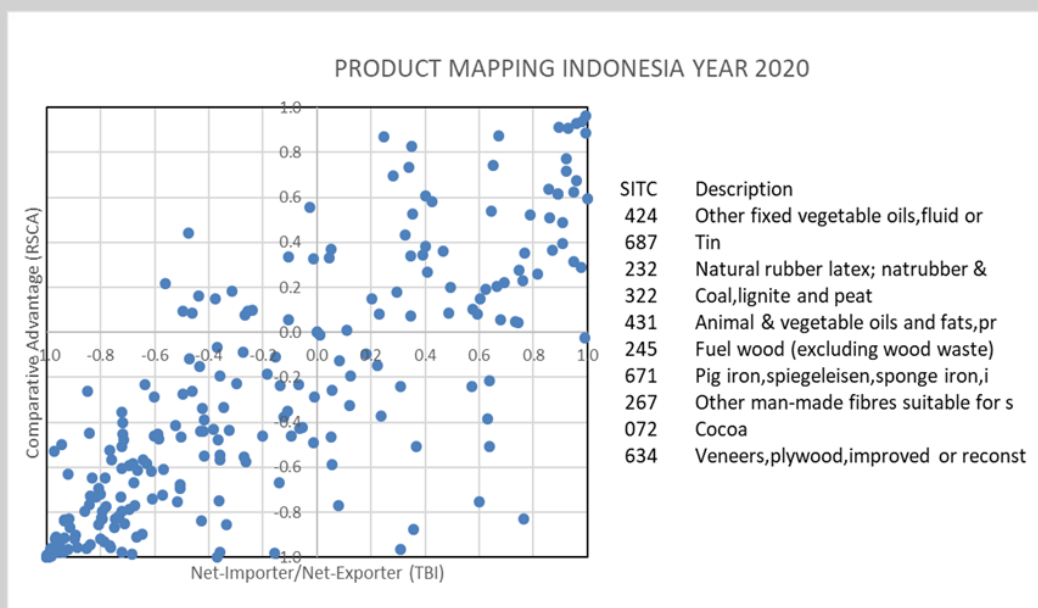 PRODUCT MAPPING INDONESIA YEAR 2020
1.0
0.8
0.6
0.4
0.2
0.0
-1.0 -0.8 -0.6 -0.4 -0.2 0.0 0.2 0.4 0.6 0.8 1.0
-0.2
-0.4
-0.6
-0.8
-1.0
Comparative Advantage (RSCA)
Net-Importer/Net-Exporter (TBI)
SITC Description
424 Other fixed vegetable oils,fluid or
687 Tin
232 Natural rubber latex; natrubber &
322 Coal,lignite and peat
431 Animal & vegetable oils and fats,pr
245 Fuel wood (excluding wood waste)
671 Pig iron,spiegeleisen,sponge iron,i
267 Other man-made fibres suitable for s
072 Cocoa
634 Veneers,plywood,improved or reconst